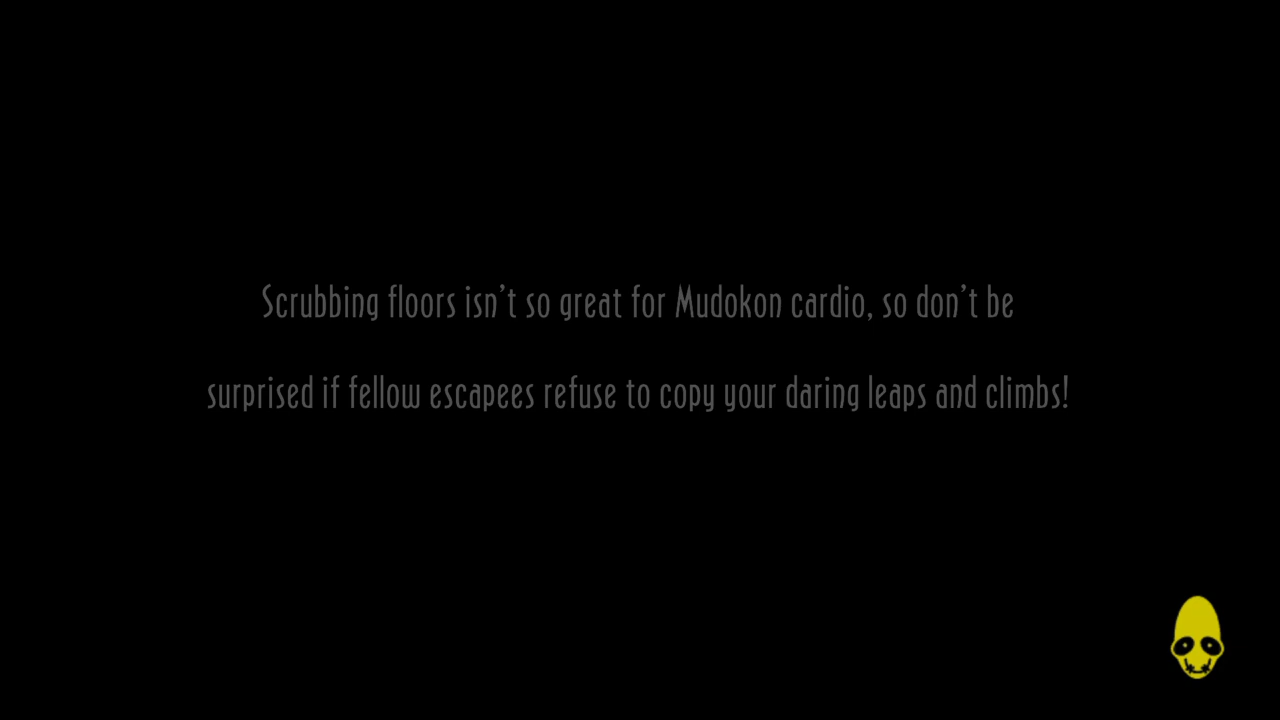 Scrubbing floors isn't so great for Mudokon cardio, so don't be
surprised if fellow escapees refuse to copy your daring leaps and climbs!